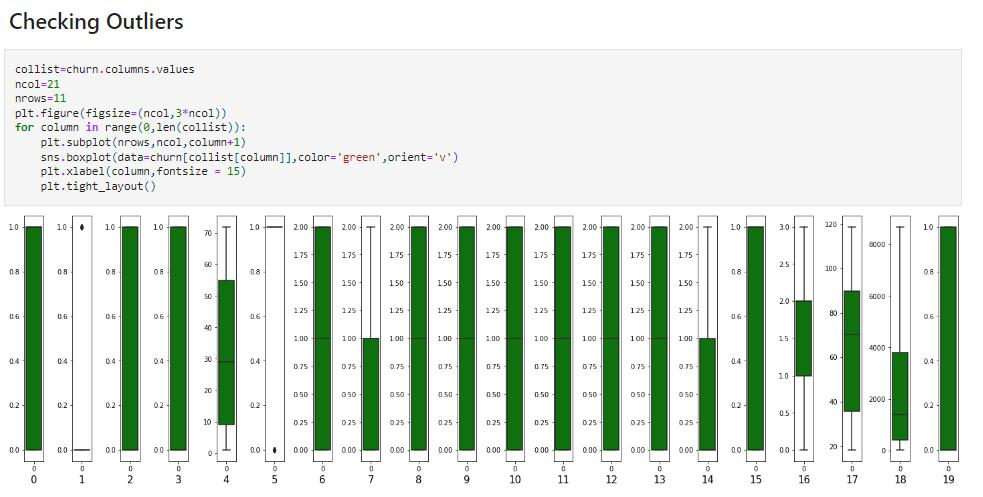 Checking Outliers
collist=churn.columns.values
ncol=21
nrows=11
plt.figure(figsize=(ncol,3*ncol))
for column in range(0,len(collist)):
    plt.subplot(nrows,ncol,column+1)
    sns.boxplot(data=churn[collist[column]],color='green',orient='v')
    plt.xlabel(column,fontsize = 15)
    plt.tight_layout()
1.0 0.8 0.6 0.4 0.2 0.0 0 0
1.0 0.8 0.6 0.4 0.2 0.0 0 1
1.0 0.8 0.6 0.4 0.2 0.0 0 2
1.0 0.8 0.6 0.4 0.2 0.0 0 3
70 60 50 40 30 20 10 0 0 4
1.0 0.8 0.6 0.4 0.2 0.0 0 5
2.00 1.75 1.50 1.25 1.00 0.75 0.50 0.25 0.00 0 6
2.00 1.75 1.50 1.25 1.00 0.75 0.50 0.25 0.00 0 7
2.00 1.75 1.50 1.25 1.00 0.75 0.50 0.25 0.00 0 8
2.00 1.75 1.50 1.25 1.00 0.75 0.50 0.25 0.00 0 9
2.00 1.75 1.50 1.25 1.00 0.75 0.50 0.25 0.00 0 10
2.00 1.75 1.50 1.25 1.00 0.75 0.50 0.25 0.00 0 11
2.00 1.75 1.50 1.25 1.00 0.75 0.50 0.25 0.00 0 12
2.00 1.75 1.50 1.25 1.00 0.75 0.50 0.25 0.00 0 13
2.00 1.75 1.50 1.25 1.00 0.75 0.50 0.25 0.00 0 14
1.0 0.8 0.6 0.4 0.2 0.0 0 15
3.0 2.5 2.0 1.5 1.0 0.5 0.0 0 16
120 100 80 60 40 20 0 17
8000 6000 4000 2000 0 0 18
1.0 0.8 0.6 0.4 0.2 0.0 0 19